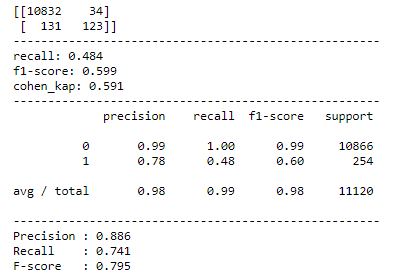 [[10832    34]
 [  131   123]]
----------------------------------------------------
recall: 0.484
f1-score: 0.599
cohen_kap: 0.591
----------------------------------------------------
             precision    recall  f1-score   support

          0       0.99      1.00      0.99     10866
          1       0.78      0.48      0.60       254

avg / total       0.98      0.99      0.98     11120

----------------------------------------------------
Precision : 0.886
Recall    : 0.741
F-score   : 0.795